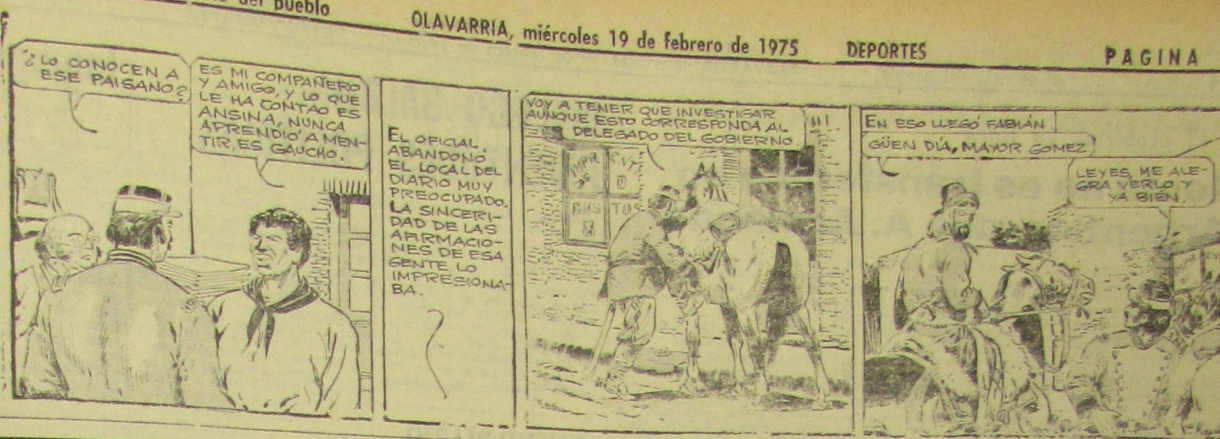 del pueblo
OLAVARRIA, miércoles 19 de febrero de 1975
DEPORTES
PAGINA
¿LO CONOCEN A
ESE PAISANO?
ES MI COMPAÑERO
Y AMIGO, Y LO QUE
LE HA CONTAO ES
ANSINA, NUNCA
APRENDIÓ A MEN-
TIR, ES GAUCHO.
EL OFICIAL,
ABANDONÓ
EL LOCAL DEL
DIARIO MUY
PREOCUPADO.
LA SINCERI-
DAD DE LAS
AFIRMACIO-
NES DE ESA
GENTE LO
IMPRESIONA-
BA.
VOY A TENER QUE INVESTIGAR
AUNQUE ESTO CORRESPONDA AL
DELEGADO DEL GOBIERNO.
EN ESO LLEGÓ FABIÁN
GÜEN DÍA, MAYOR GOMEZ
LEYES, ME ALE-
GRA VERLO Y
YA BIEN.